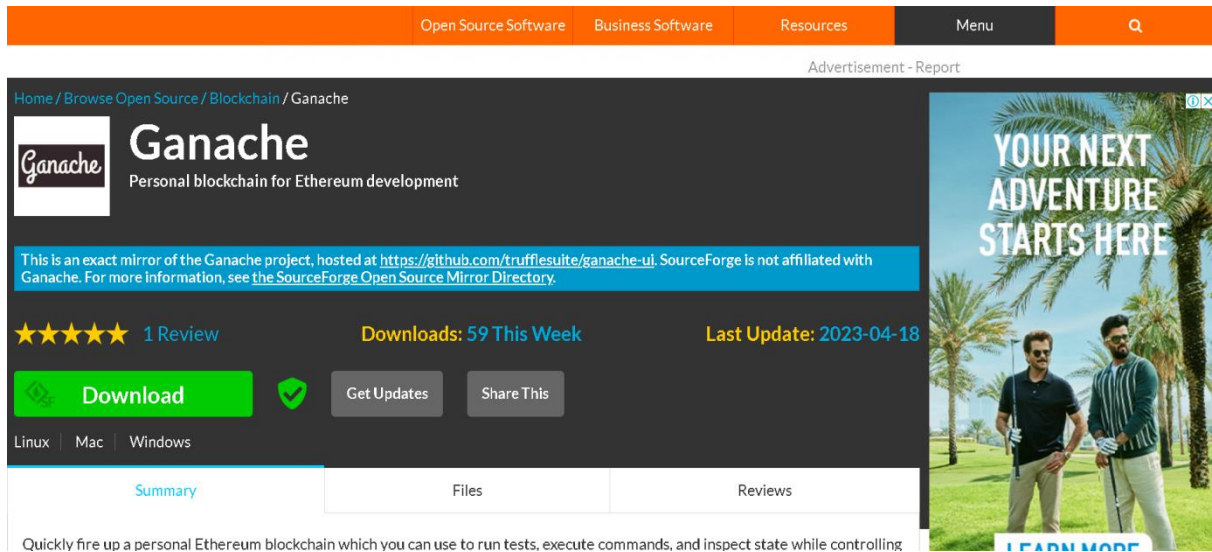 Open Source Software Business Software Resources Menu
Advertisement - Report
Home / Browse Open Source / Blockchain / Ganache
Ganache
Ganache
Personal blockchain for Ethereum development
This is an exact mirror of the Ganache project, hosted at https://github.com/trufflesuite/ganache-ui. SourceForge is not affiliated with
Ganache. For more information, see the SourceForge Open Source Mirror Directory.
1 Review Downloads: 59 This Week Last Update: 2023-04-18
SF Download Get Updates Share This
Linux Mac Windows
Summary Files Reviews
Quickly fire up a personal Ethereum blockchain which you can use to run tests, execute commands, and inspect state while controlling
YOUR NEXT
ADVENTURE
STARTS HERE
LEARN MORE